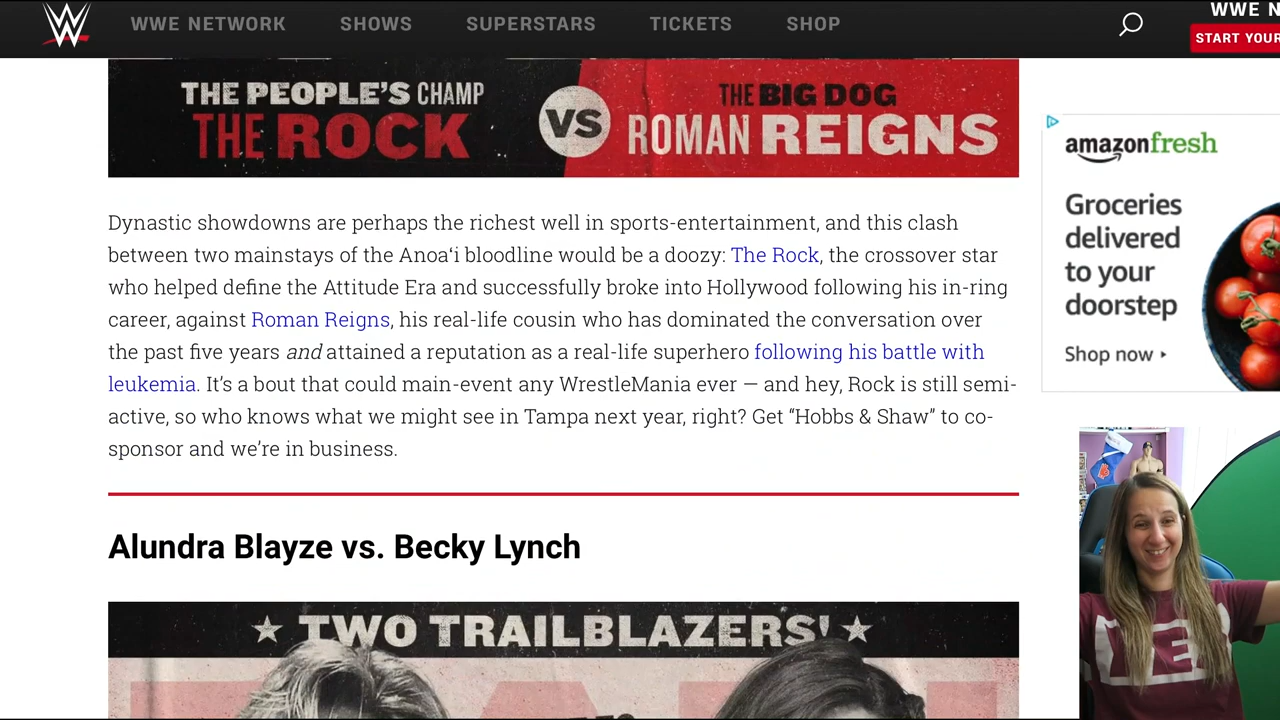 WWE NETWORK SHOWS SUPERSTARS TICKETS SHOP
WWE N
START YOUR
THE PEOPLE'S CHAMP
THE ROCK
VS
THE BIG DOG
ROMAN REIGNS
Dynastic showdowns are perhaps the richest well in sports-entertainment, and this clash
between two mainstays of the Anoaʻi bloodline would be a doozy: The Rock, the crossover star
who helped define the Attitude Era and successfully broke into Hollywood following his in-ring
career, against Roman Reigns, his real-life cousin who has dominated the conversation over
the past five years and attained a reputation as a real-life superhero following his battle with
leukemia. It's a bout that could main-event any WrestleMania ever — and hey, Rock is still semi-
active, so who knows what we might see in Tampa next year, right? Get “Hobbs & Shaw” to co-
sponsor and we're in business.
Alundra Blayze vs. Becky Lynch
TWO TRAILBLAZERS!
amazonfresh
Groceries
delivered
to your
doorstep
Shop now